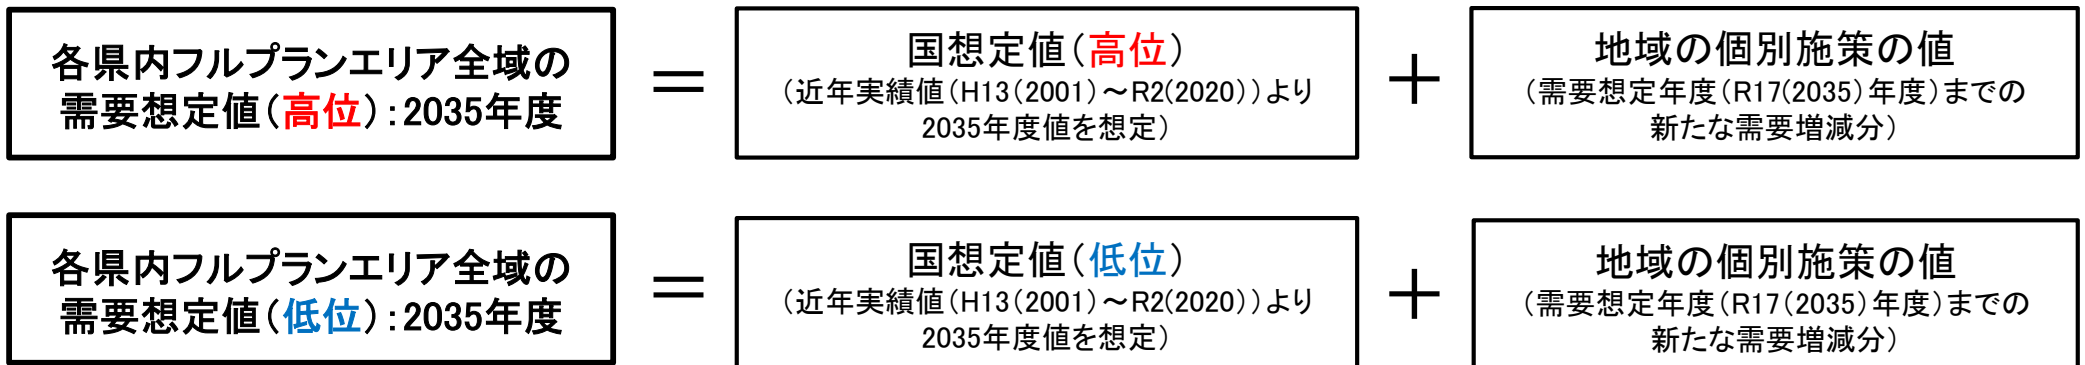 各県内フルプランエリア全域の
需要想定値(高位):2035年度
=
国想定値(高位)
(近年実績値(H13(2001)~R2(2020))より
2035年度値を想定)
+
地域の個別施策の値
(需要想定年度(R17(2035)年度)までの
新たな需要増減分)
各県内フルプランエリア全域の
需要想定値(低位):2035年度
=
国想定値(低位)
(近年実績値(H13(2001)~R2(2020))より
2035年度値を想定)
+
地域の個別施策の値
(需要想定年度(R17(2035)年度)までの
新たな需要増減分)